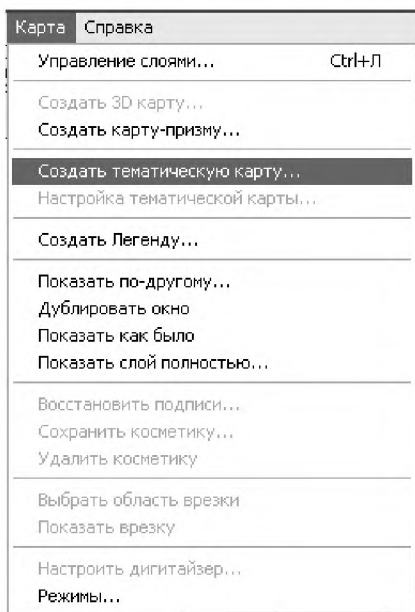 Карта Справка
Управление слоями... Ctrl+Л
Создать 3D карту...
Создать карту-призму...
Создать тематическую карту...
Настройка тематической карты...
Создать Легенду...
Показать по-другому...
Дублировать окно
Показать как было
Показать слой полностью...
Восстановить подписи...
Сохранить косметику...
Удалить косметику
Выбрать область врезки
Показать врезку
Настроить дигитайзер...
Режимы...